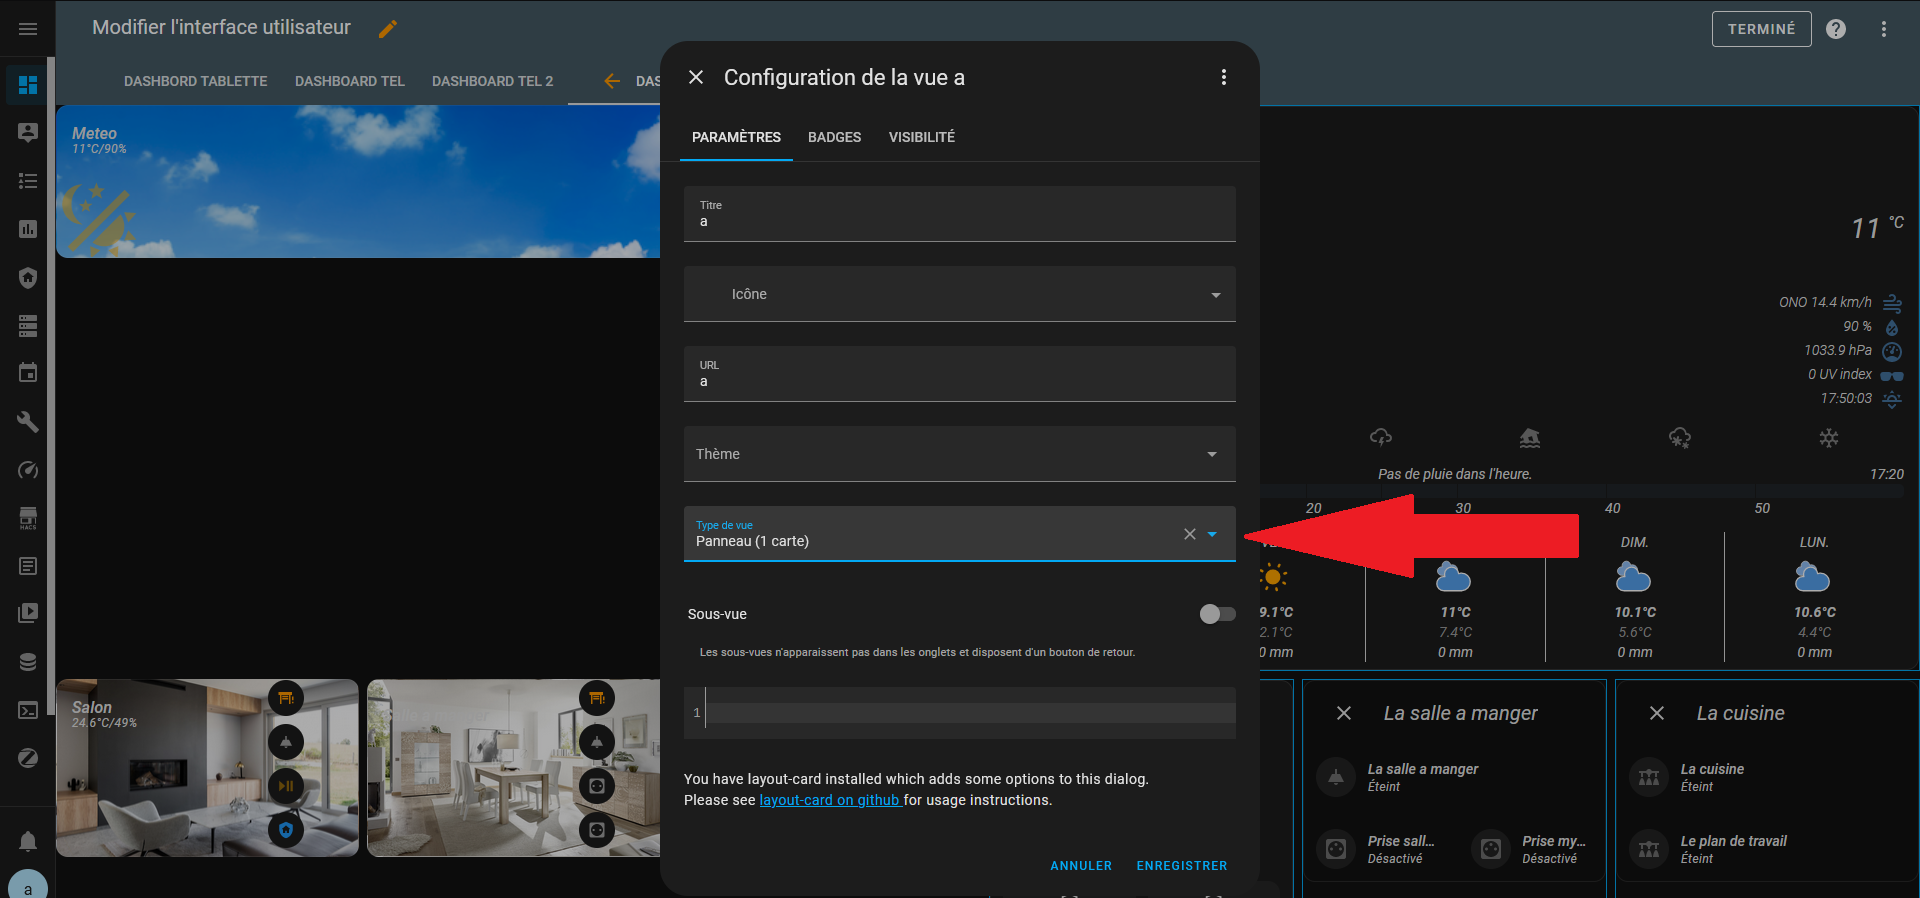 Modifier l'interface utilisateur
TERMINÉ
DASHBORD TABLETTE
DASHBOARD TEL
DASHBOARD TEL 2
DAS
Meteo
11°C/90%
Configuration de la vue a
PARAMÈTRES
BADGES
VISIBILITÉ
Titre
a
Icône
URL
a
Thème
Type de vue
Panneau (1 carte)
Sous-vue
Les sous-vues n'apparaissent pas dans les onglets et disposent d'un bouton de retour.
1
You have layout-card installed which adds some options to this dialog.
Please see layout-card on github for usage instructions.
ANNULER
ENREGISTRER
11 °C
ONO 14.4 km/h
90 %
1033.9 hPa
0 UV index
17:50:03
Pas de pluie dans l'heure.
17:20
20
30
40
50
DIM.
LUN.
9.1°C
11°C
10.1°C
10.6°C
2.1°C
7.4°C
5.6°C
4.4°C
0 mm
0 mm
0 mm
0 mm
Salon
24.6°C/49%
La salle a manger
La salle a manger
Éteint
Prise sall...
Désactivé
Prise my...
Désactivé
La cuisine
La cuisine
Éteint
Le plan de travail
Éteint
HACS
a